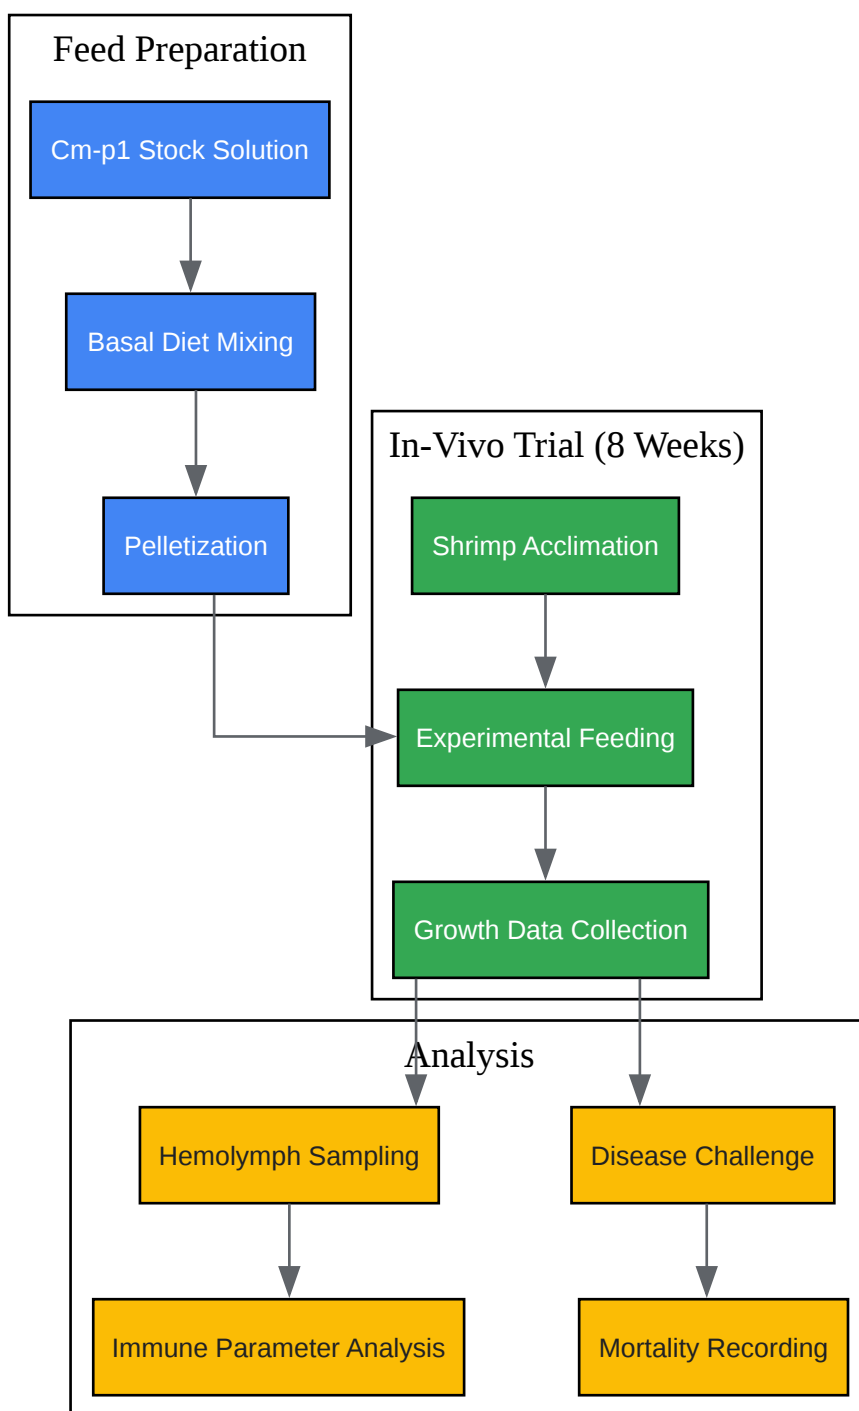 Feed Preparation
Cm-p1 Stock Solution
Basal Diet Mixing
Pelletization
In-Vivo Trial (8 Weeks)
Shrimp Acclimation
Experimental Feeding
Growth Data Collection
Analysis
Hemolymph Sampling
Disease Challenge
Immune Parameter Analysis
Mortality Recording